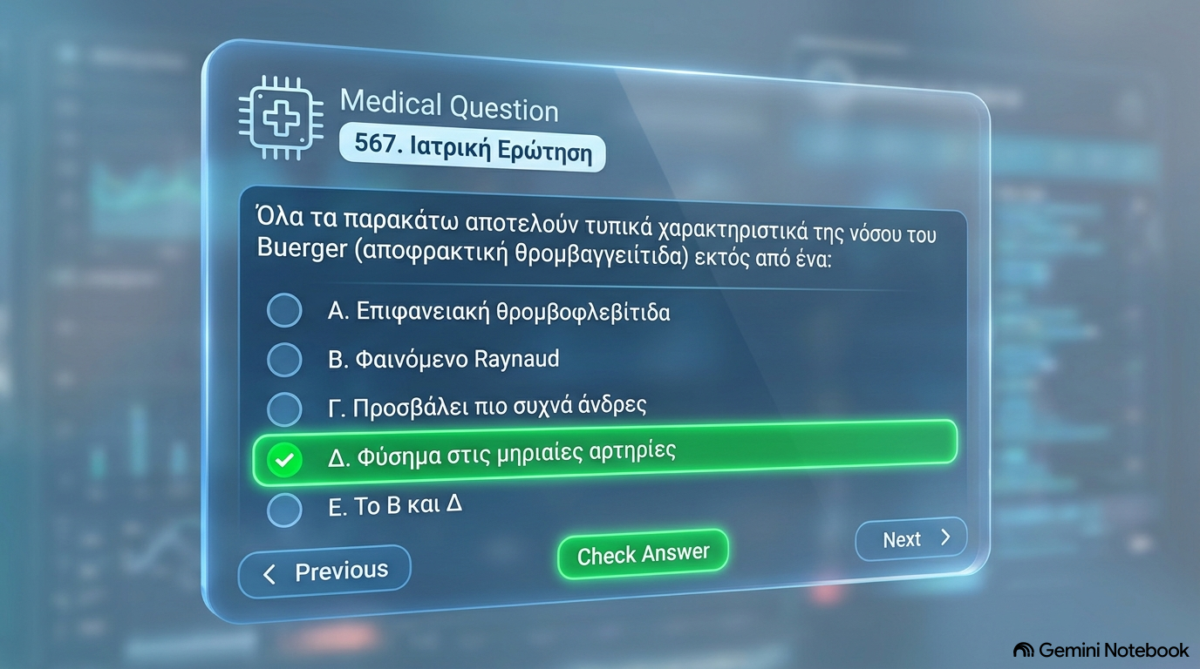 Medical Question
567. Ιατρική Ερώτηση
Όλα τα παρακάτω αποτελούν τυπικά χαρακτηριστικά της νόσου του
Buerger (αποφρακτική θρομβαγγειίτιδα) εκτός από ένα:
Α. Επιφανειακή θρομβοφλεβίτιδα
Β. Φαινόμενο Raynaud
Γ. Προσβάλει πιο συχνά άνδρες
Δ. Φύσημα στις μηριαίες αρτηρίες
Ε. Το Β και Δ
Previous
Check Answer
Next
Gemini Notebook